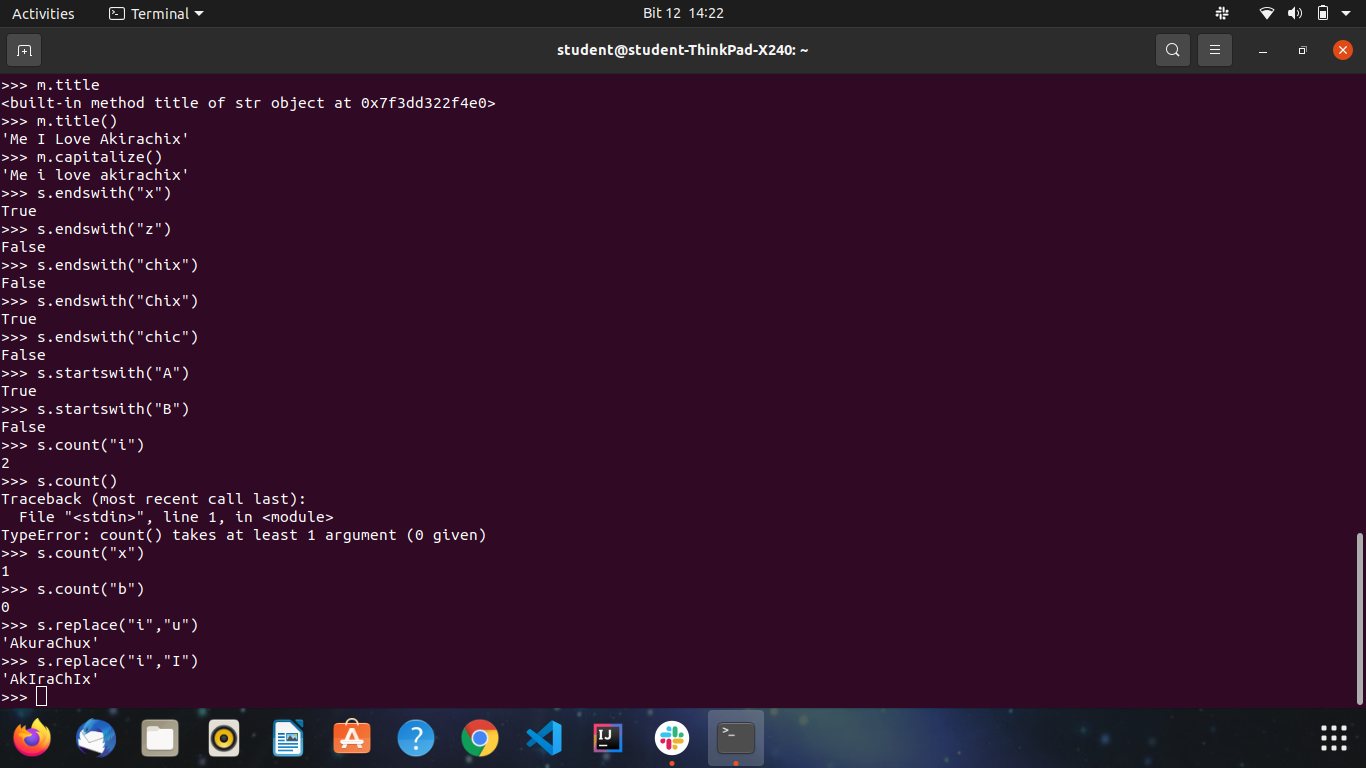 Activities Terminal Bit 12 14:22
student@student-ThinkPad-X240: ~
>>> m.title
<built-in method title of str object at 0x7f3dd322f4e0>
>>> m.title()
'Me I Love Akirachix'
>>> m.capitalize()
'Me i love akirachix'
>>> s.endswith("x")
True
>>> s.endswith("z")
False
>>> s.endswith("chix")
False
>>> s.endswith("Chix")
True
>>> s.endswith("chic")
False
>>> s.startswith("A")
True
>>> s.startswith("B")
False
>>> s.count("i")
2
>>> s.count()
Traceback (most recent call last):
  File "<stdin>", line 1, in <module>
TypeError: count() takes at least 1 argument (0 given)
>>> s.count("x")
1
>>> s.count("b")
0
>>> s.replace("i","u")
'AkuraChux'
>>> s.replace("i","I")
'AkIraChIx'
>>>